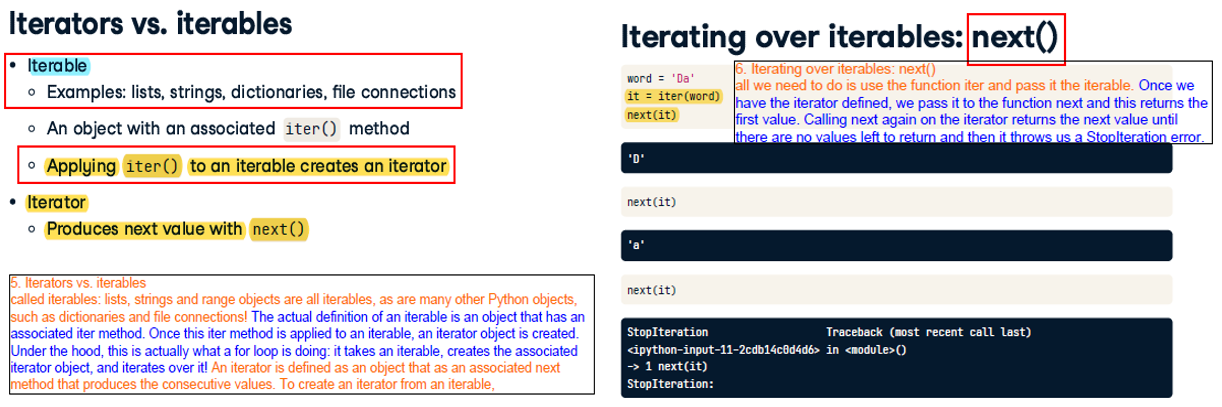 Iterators vs. iterables
• Iterable
○ Examples: lists, strings, dictionaries, file connections
○ An object with an associated iter() method
○ Applying iter() to an iterable creates an iterator
• Iterator
○ Produces next value with next()
5. Iterators vs. iterables
called iterables: lists, strings and range objects are all iterables, as are many other Python objects,
such as dictionaries and file connections! The actual definition of an iterable is an object that has an
associated iter method. Once this iter method is applied to an iterable, an iterator object is created.
Under the hood, this is actually what a for loop is doing: it takes an iterable, creates the associated
iterator object, and iterates over it! An iterator is defined as an object that as an associated next
method that produces the consecutive values. To create an iterator from an iterable,
Iterating over iterables: next()
word = 'Da'
it = iter(word)
next(it)
6. Iterating over iterables: next()
all we need to do is use the function iter and pass it the iterable. Once we
have the iterator defined, we pass it to the function next and this returns the
first value. Calling next again on the iterator returns the next value until
there are no values left to return and then it throws us a StopIteration error.
'D'
next(it)
'a'
next(it)
StopIteration Traceback (most recent call last)
<ipython-input-11-2cdb14c0d4d6> in <module>()
-> 1 next(it)
StopIteration: